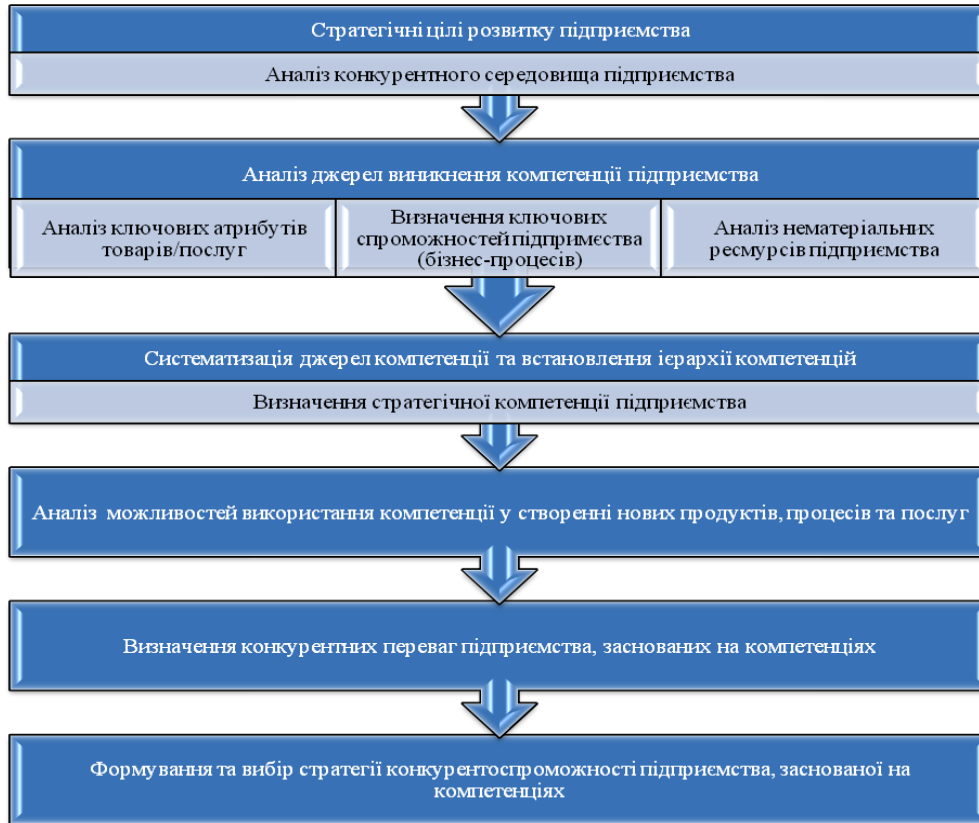 Стратегічні цілі розвитку підприємства
Аналіз конкурентного середовища підприємства
Аналіз джерел виникнення компетенції підприємства
Аналіз ключових атрибутів
товарів/послуг
Визначення ключових
спроможностей підпримєства
(бізнес-процесів)
Аналіз нематеріальних
ресмурсів підприємства
Систематизація джерел компетенції та встановлення ієрархії компетенцій
Визначення стратегічної компетенції підприємства
Аналіз можливостей використання компетенції у створенні нових продуктів, процесів та послуг
Визначення конкурентних переваг підприємства, заснованих на компетенціях
Формування та вибір стратегії конкурентоспроможності підприємства, заснованої на
компетенціях